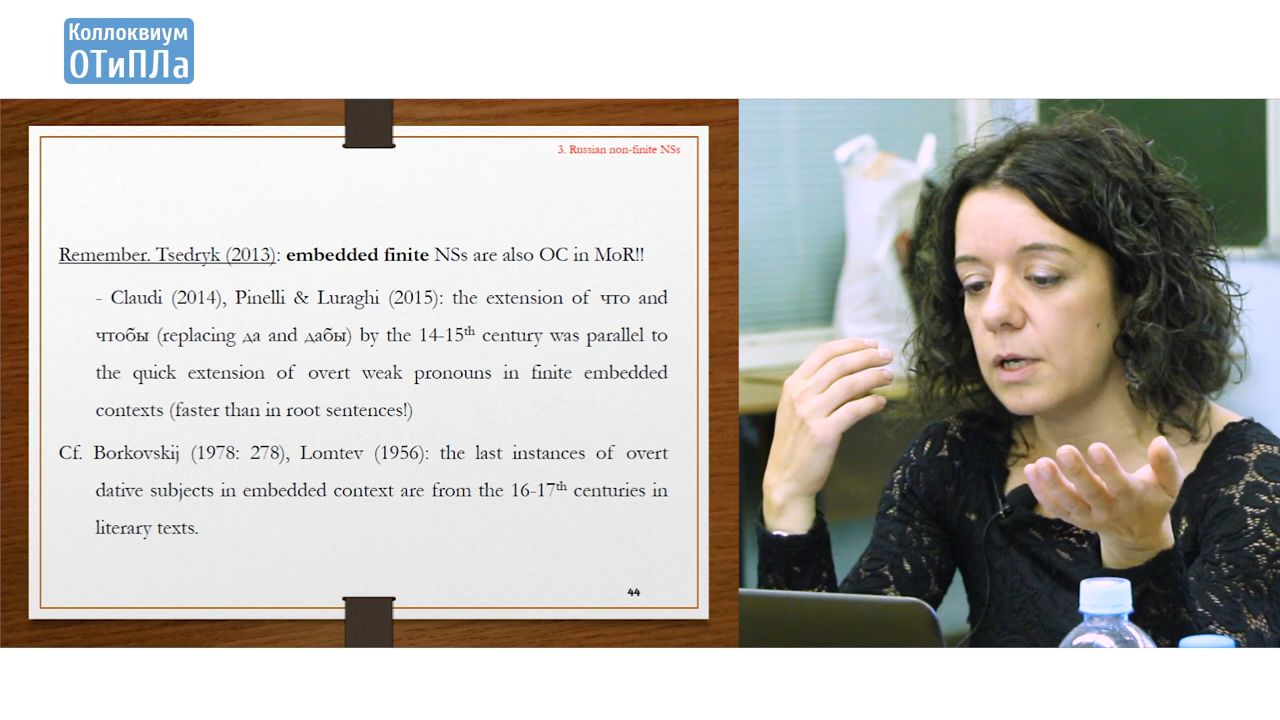 Коллоквиум
ОТиПЛа
3. Russian non-finite NSs
Remember. Tsedryk (2013): embedded finite NSs are also OC in MoR!!
- Claudi (2014), Pinelli & Luraghi (2015): the extension of что and
чтобы (replacing да and дабы) by the 14-15th century was parallel to
the quick extension of overt weak pronouns in finite embedded
contexts (faster than in root sentences!)
Cf. Borkovskij (1978: 278), Lomtev (1956): the last instances of overt
dative subjects in embedded context are from the 16-17th centuries in
literary texts.
44